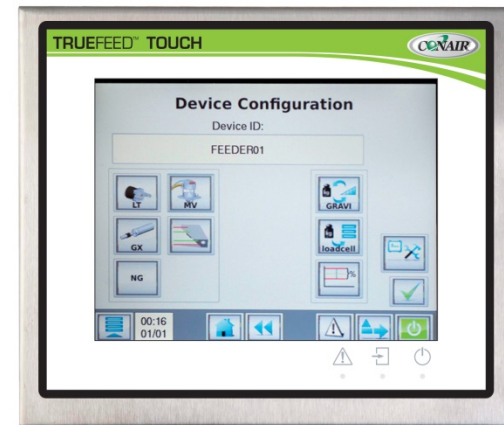 TRUEFEED™ TOUCH
CONAIR
Device Configuration
Device ID:
FEEDER01
LT
MV
GRAVI
GX
loadcell
NG
%
00:16
01/01